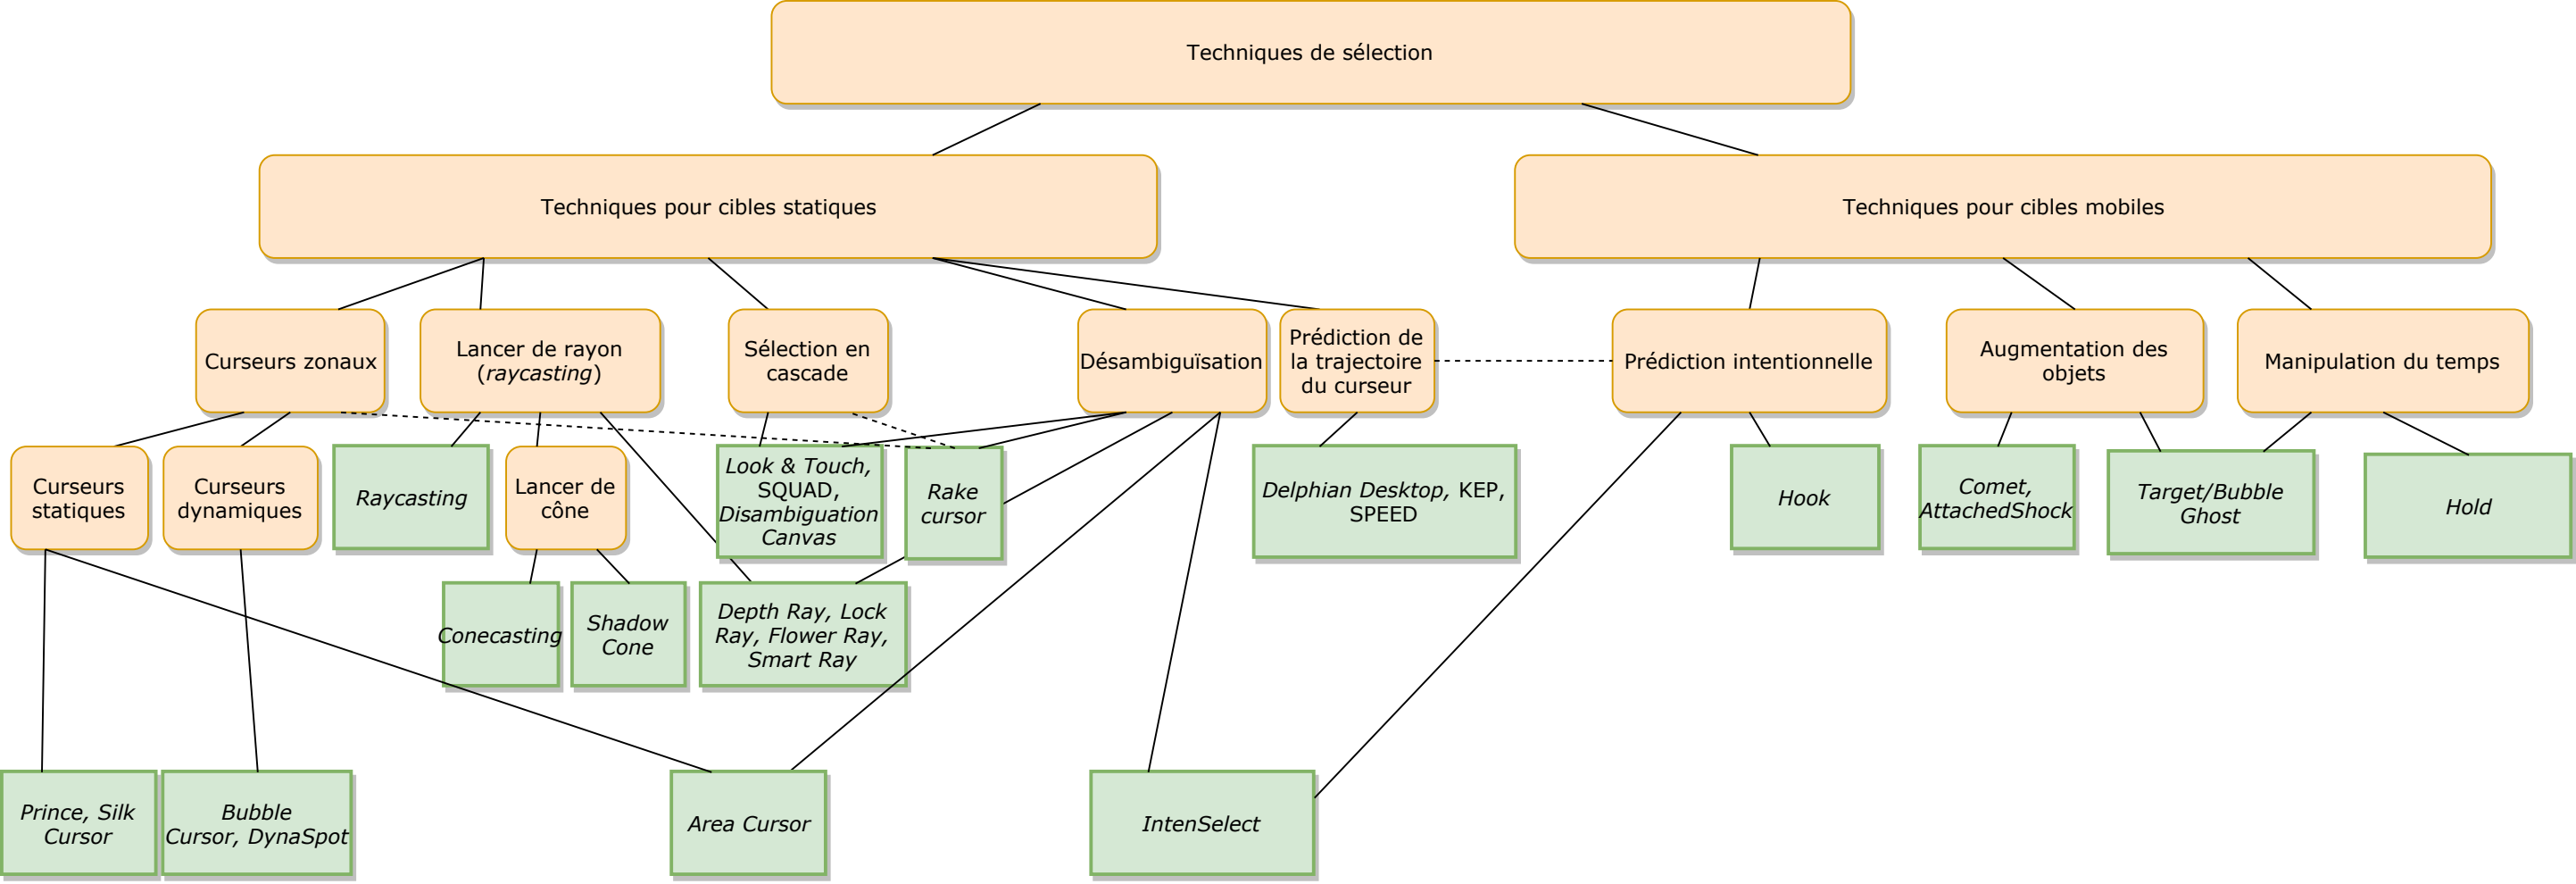 Techniques de sélection
Techniques pour cibles statiques
Techniques pour cibles mobiles
Curseurs zonaux
Lancer de rayon
(raycasting)
Sélection en
cascade
Désambiguïsation
Prédiction de
la trajectoire
du curseur
Prédiction intentionnelle
Augmentation des
objets
Manipulation du temps
Curseurs
statiques
Curseurs
dynamiques
Raycasting
Lancer de
cône
Look & Touch,
SQUAD,
Disambiguation
Canvas
Rake
cursor
Delphian Desktop, KEP,
SPEED
Hook
Comet,
AttachedShock
Target/Bubble
Ghost
Hold
Conecasting
Shadow
Cone
Depth Ray, Lock
Ray, Flower Ray,
Smart Ray
Prince, Silk
Cursor
Bubble
Cursor, DynaSpot
Area Cursor
IntenSelect